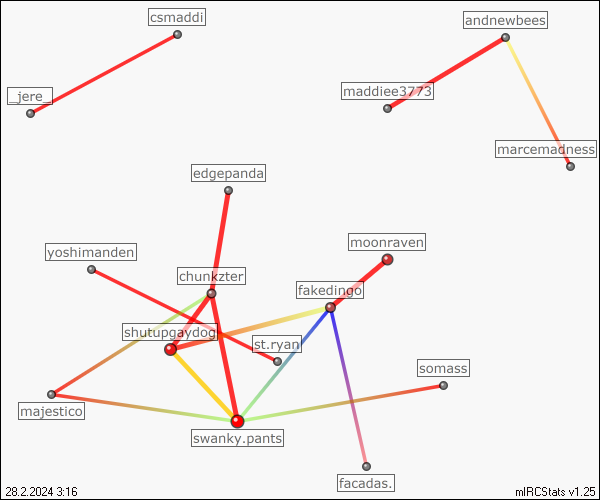 csmaddi
andnewbees
_jere_
maddiee3773
marcemadness
edgepanda
moonraven
yoshimanden
chunkzter
fakedingo
shutupgaydog
st.ryan
somass
majestico
swanky.pants
facadas.
28.2.2024 3:16
mIRCStats v1.25